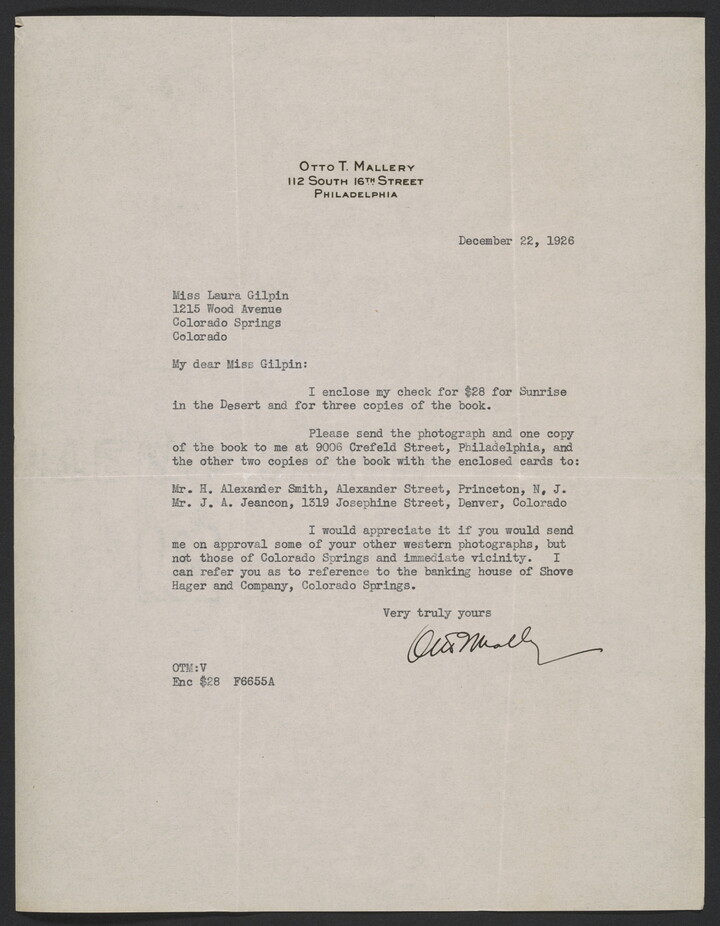 OTTO T. MALLERY
112 SOUTH 16TH STREET
PHILADELPHIA
December 22, 1926
Miss Laura Gilpin
1215 Wood Avenue
Colorado Springs
Colorado
My dear Miss Gilpin:
I enclose my check for $28 for Sunrise
in the Desert and for three copies of the book.
Please send the photograph and one copy
of the book to me at 9006 Crefeld Street, Philadelphia, and
the other two copies of the book with the enclosed cards to:
Mr. H. Alexander Smith, Alexander Street, Princeton, N. J.
Mr. J. A. Jeancon, 1319 Josephine Street, Denver, Colorado
I would appreciate it if you would send
me on approval some of your other western photographs, but
not those of Colorado Springs and immediate vicinity. I
can refer you as to reference to the banking house of Shove
Hager and Company, Colorado Springs.
Very truly yours
Otto T Mallery
OTM:V
Enc $28 F6655A